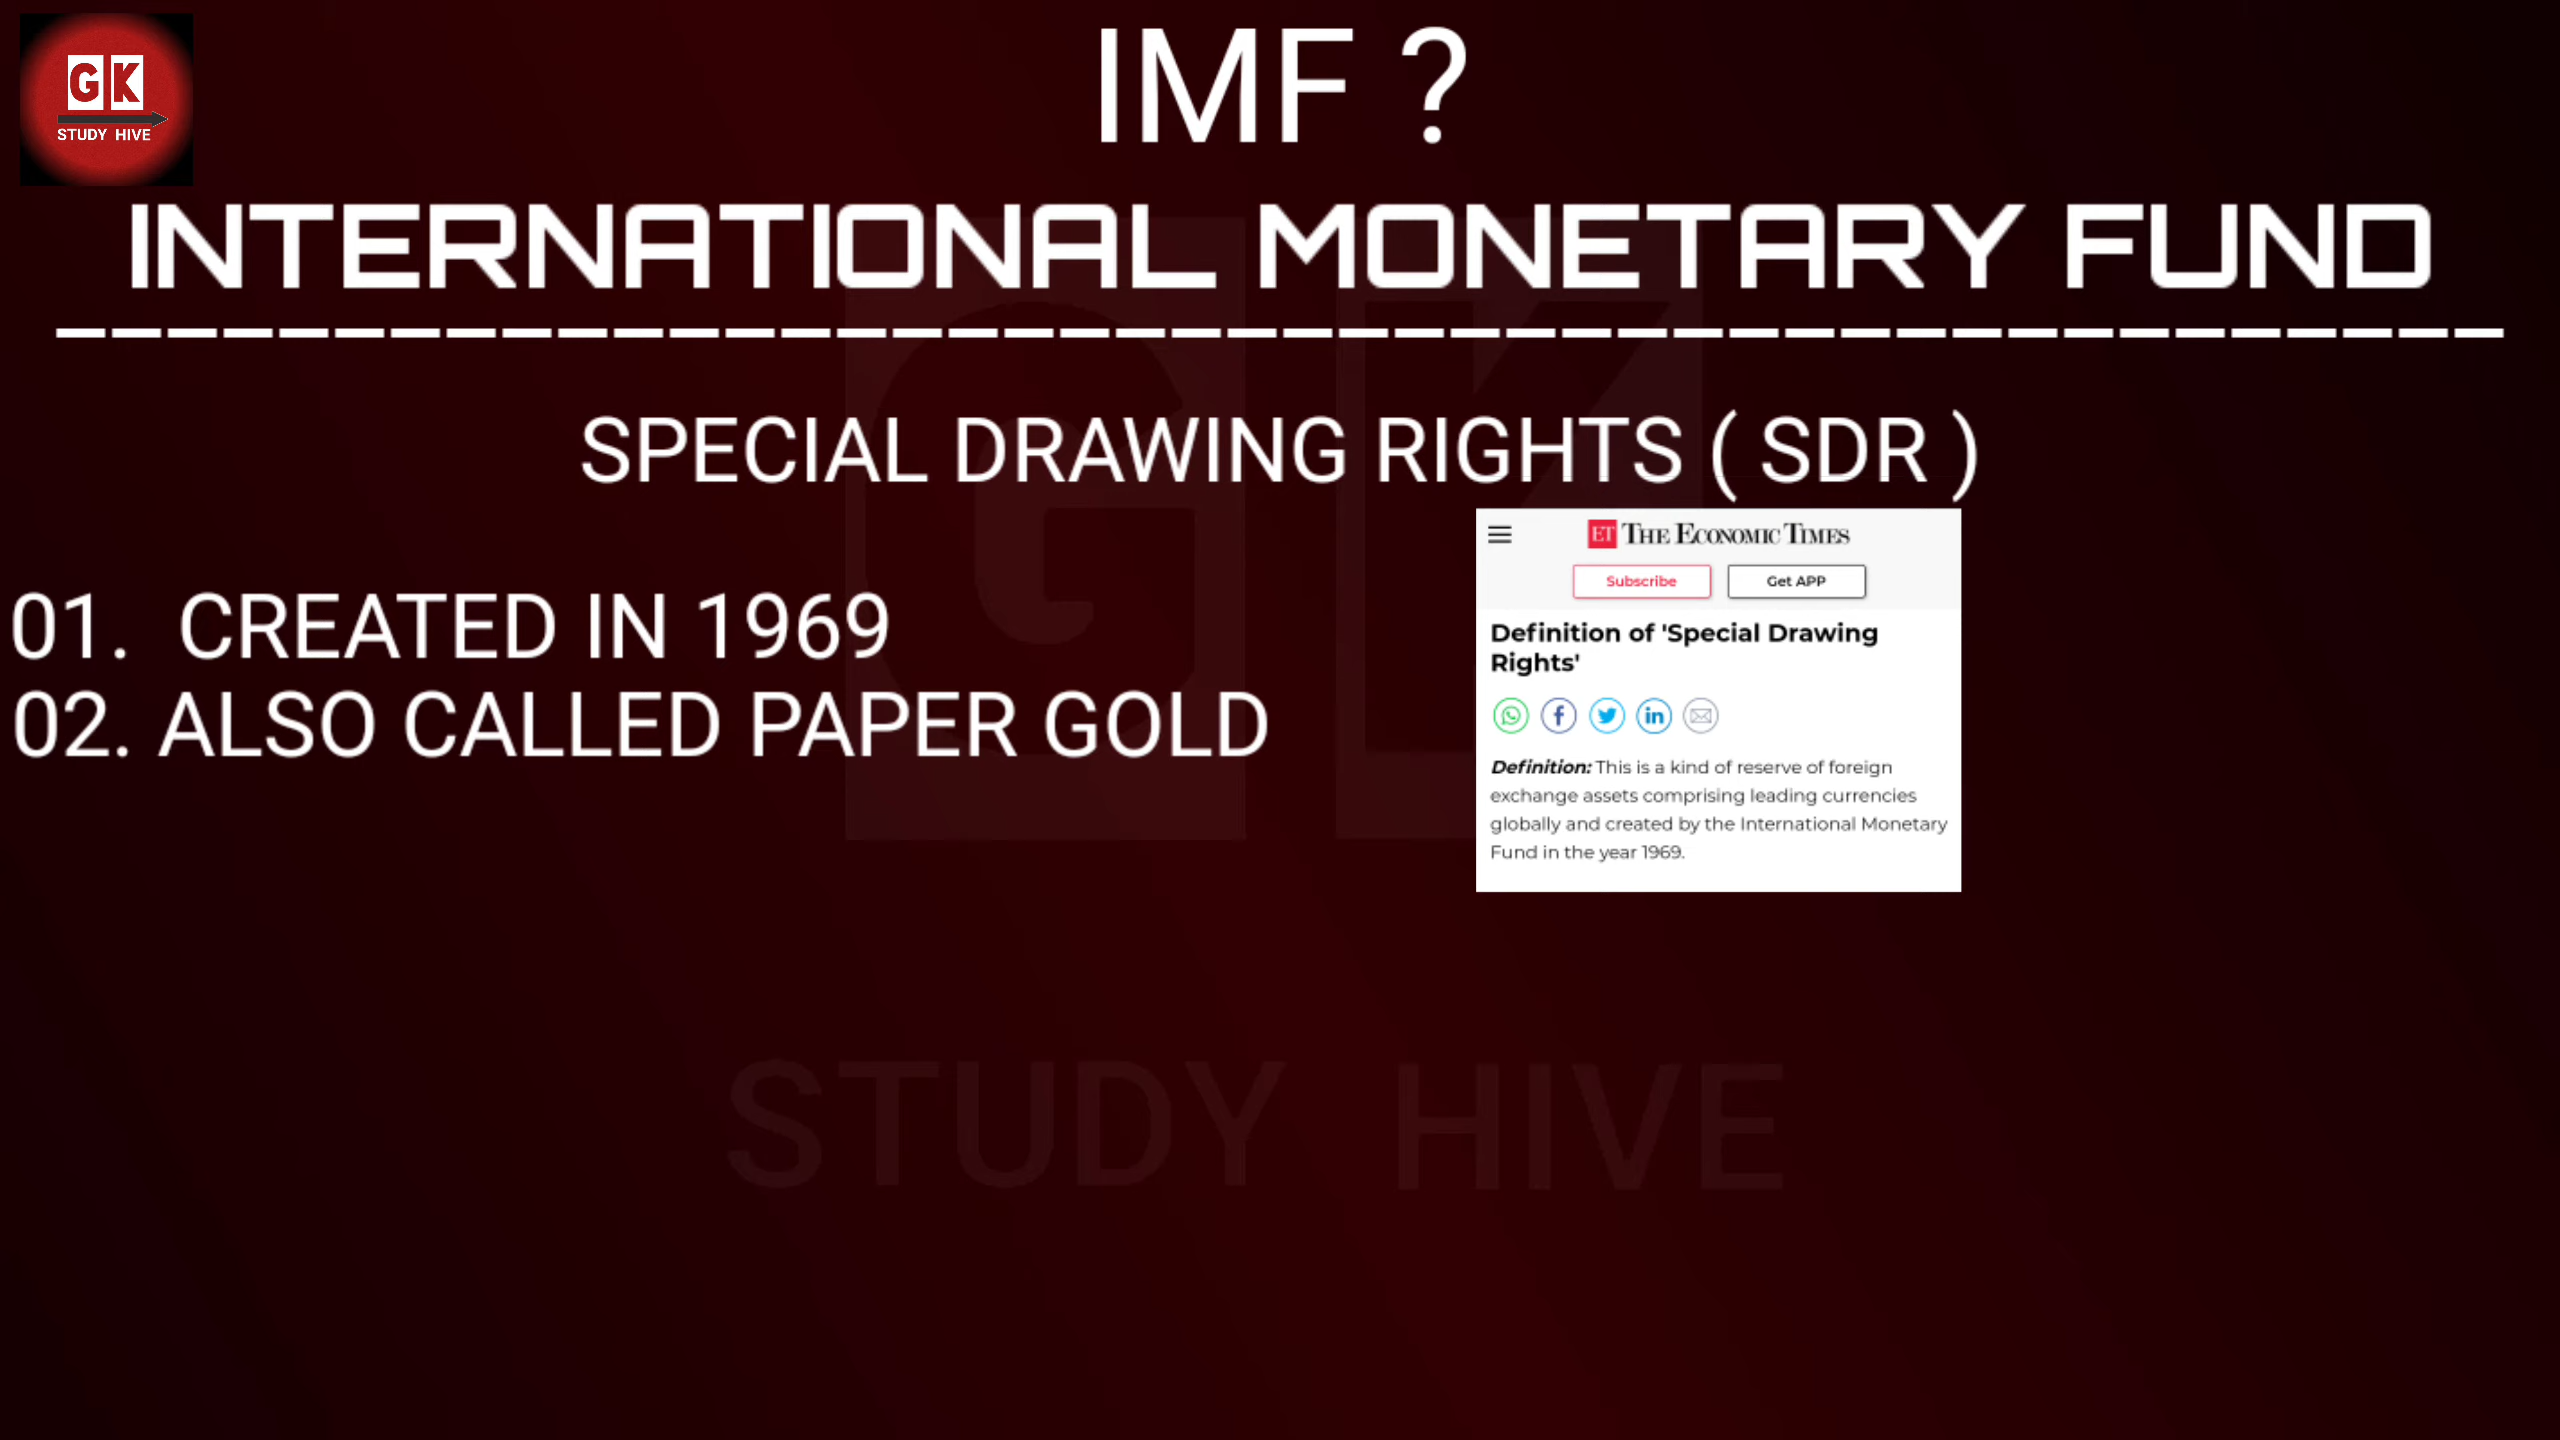 GK
STUDY HIVE
IMF ?
INTERNATIONAL MONETARY FUND
--------------------------------------------
SPECIAL DRAWING RIGHTS ( SDR )
01. CREATED IN 1969
02. ALSO CALLED PAPER GOLD
ET THE ECONOMIC TIMES
Subscribe Get APP
Definition of 'Special Drawing
Rights'
Definition: This is a kind of reserve of foreign
exchange assets comprising leading currencies
globally and created by the International Monetary
Fund in the year 1969.
GK
STUDY HIVE